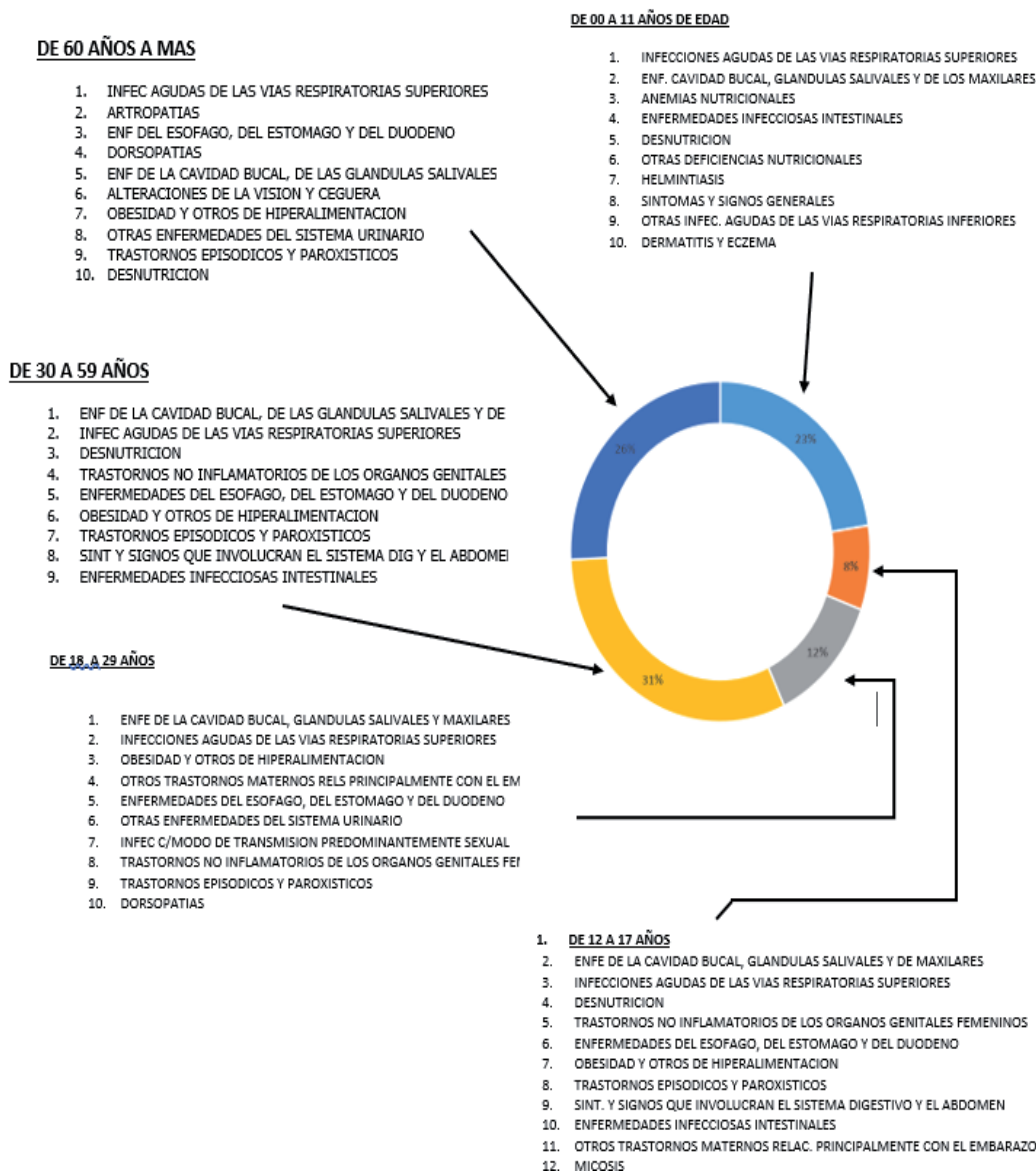 DE 00 A 11 AÑOS DE EDAD
1. INFECCIONES AGUDAS DE LAS VIAS RESPIRATORIAS SUPERIORES
2. ENF. CAVIDAD BUCAL, GLANDULAS SALIVALES Y DE LOS MAXILARES
3. ANEMIAS NUTRICIONALES
4. ENFERMEDADES INFECCIOSAS INTESTINALES
5. DESNUTRICION
6. OTRAS DEFICIENCIAS NUTRICIONALES
7. HELMINTIASIS
8. SINTOMAS Y SIGNOS GENERALES
9. OTRAS INFEC. AGUDAS DE LAS VIAS RESPIRATORIAS INFERIORES
10. DERMATITIS Y ECZEMA
DE 60 AÑOS A MAS
1. INFEC AGUDAS DE LAS VIAS RESPIRATORIAS SUPERIORES
2. ARTROPATIAS
3. ENF DEL ESOFAGO, DEL ESTOMAGO Y DEL DUODENO
4. DORSOPATIAS
5. ENF DE LA CAVIDAD BUCAL, DE LAS GLANDULAS SALIVALES
6. ALTERACIONES DE LA VISION Y CEGUERA
7. OBESIDAD Y OTROS DE HIPERALIMENTACION
8. OTRAS ENFERMEDADES DEL SISTEMA URINARIO
9. TRASTORNOS EPISODICOS Y PAROXISTICOS
10. DESNUTRICION
DE 30 A 59 AÑOS
1. ENF DE LA CAVIDAD BUCAL, DE LAS GLANDULAS SALIVALES Y DE
2. INFEC AGUDAS DE LAS VIAS RESPIRATORIAS SUPERIORES
3. DESNUTRICION
4. TRASTORNOS NO INFLAMATORIOS DE LOS ORGANOS GENITALES
5. ENFERMEDADES DEL ESOFAGO, DEL ESTOMAGO Y DEL DUODENO
6. OBESIDAD Y OTROS DE HIPERALIMENTACION
7. TRASTORNOS EPISODICOS Y PAROXISTICOS
8. SINT Y SIGNOS QUE INVOLUCRAN EL SISTEMA DIG Y EL ABDOMEN
9. ENFERMEDADES INFECCIOSAS INTESTINALES
26%
23%
8%
12%
31%
DE 18 A 29 AÑOS
1. ENFE DE LA CAVIDAD BUCAL, GLANDULAS SALIVALES Y MAXILARES
2. INFECCIONES AGUDAS DE LAS VIAS RESPIRATORIAS SUPERIORES
3. OBESIDAD Y OTROS DE HIPERALIMENTACION
4. OTROS TRASTORNOS MATERNOS RELS PRINCIPALMENTE CON EL EM
5. ENFERMEDADES DEL ESOFAGO, DEL ESTOMAGO Y DEL DUODENO
6. OTRAS ENFERMEDADES DEL SISTEMA URINARIO
7. INFEC C/MODO DE TRANSMISION PREDOMINANTEMENTE SEXUAL
8. TRASTORNOS NO INFLAMATORIOS DE LOS ORGANOS GENITALES
9. TRASTORNOS EPISODICOS Y PAROXISTICOS
10. DORSOPATIAS
1. DE 12 A 17 AÑOS
2. ENFE DE LA CAVIDAD BUCAL, GLANDULAS SALIVALES Y DE MAXILARES
3. INFECCIONES AGUDAS DE LAS VIAS RESPIRATORIAS SUPERIORES
4. DESNUTRICION
5. TRASTORNOS NO INFLAMATORIOS DE LOS ORGANOS GENITALES FEMENINOS
6. ENFERMEDADES DEL ESOFAGO, DEL ESTOMAGO Y DEL DUODENO
7. OBESIDAD Y OTROS DE HIPERALIMENTACION
8. TRASTORNOS EPISODICOS Y PAROXISTICOS
9. SINT. Y SIGNOS QUE INVOLUCRAN EL SISTEMA DIGESTIVO Y EL ABDOMEN
10. ENFERMEDADES INFECCIOSAS INTESTINALES
11. OTROS TRASTORNOS MATERNOS RELAC. PRINCIPALMENTE CON EL EMBARAZO
12. MICOSIS